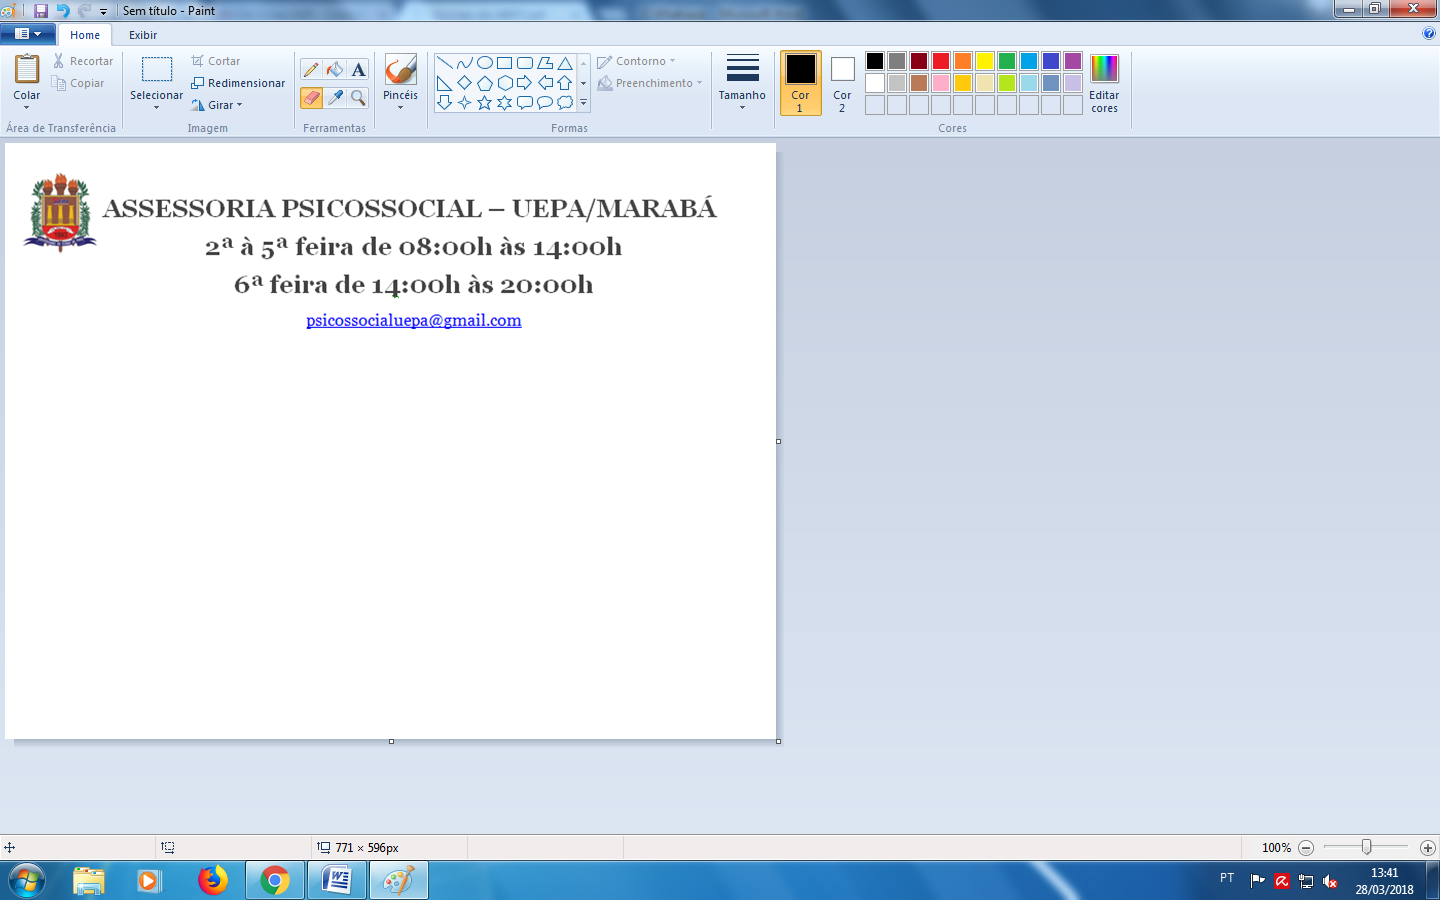 Sem título - Paint
Home Exibir
Colar
Recortar
Copiar
Área de Transferência
Selecionar
Cortar
Redimensionar
Girar
Imagem
A
Ferramentas
Pincéis
Contorno
Preenchimento
Formas
Tamanho
Cor 1
Cor 2
Editar cores
Cores
ASSESSORIA PSICOSSOCIAL – UEPA/MARABÁ
2ª à 5ª feira de 08:00h às 14:00h
6ª feira de 14:00h às 20:00h
psicossocialuepa@gmail.com
771 × 596px
100%
PT
13:41
28/03/2018